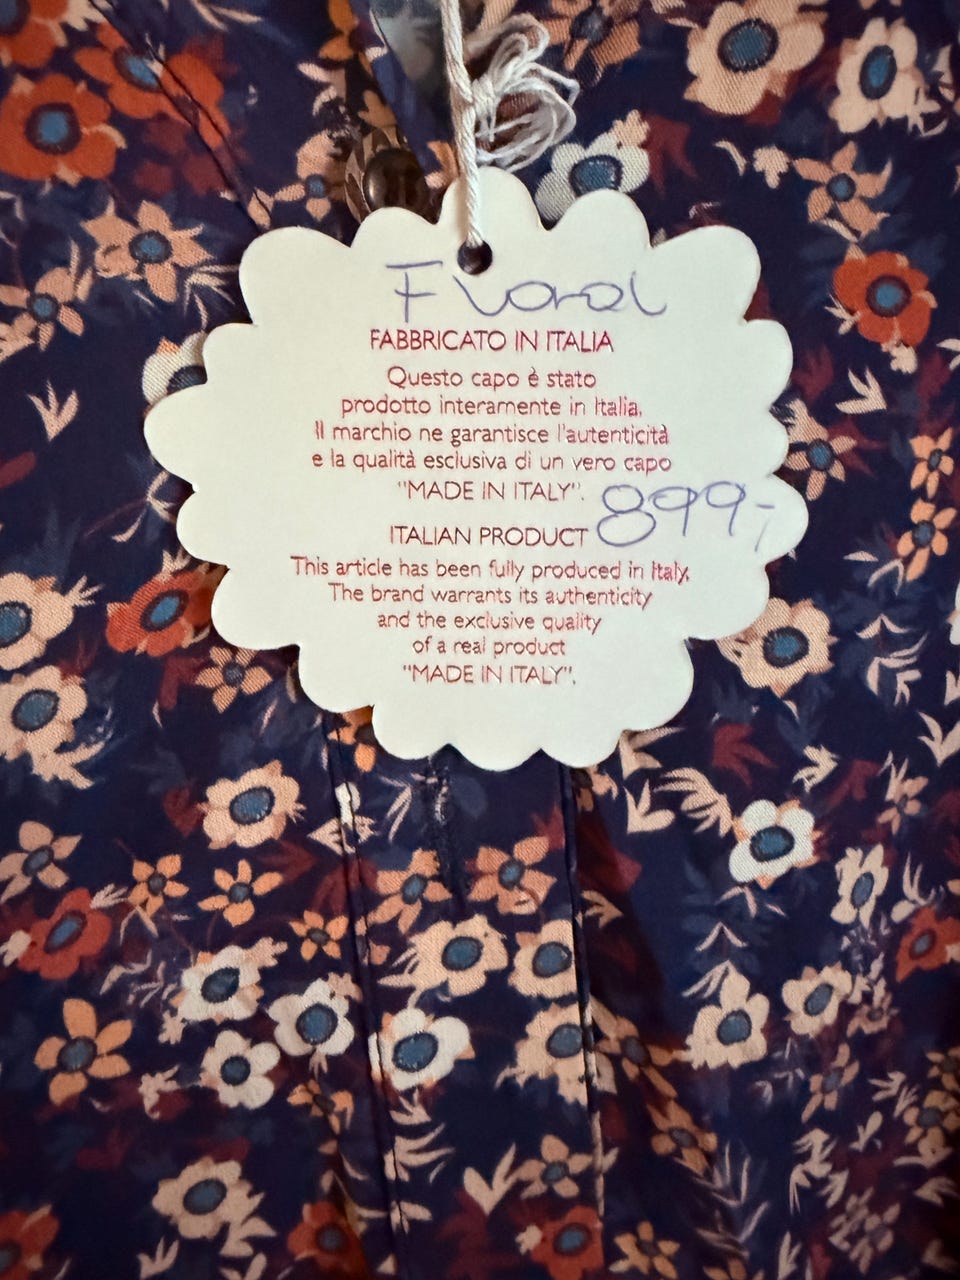 Floral
FABBRICATO IN ITALIA
Questo capo è stato
prodotto interamente in Italia.
Il marchio ne garantisce l'autenticità
e la qualità esclusiva di un vero capo
"MADE IN ITALY".
899,-
ITALIAN PRODUCT
This article has been fully produced in Italy.
The brand warrants its authenticity
and the exclusive quality
of a real product
"MADE IN ITALY".